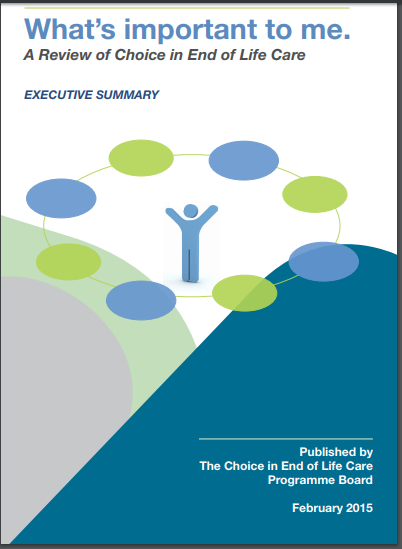 What's important to me.
A Review of Choice in End of Life Care
EXECUTIVE SUMMARY
Published by
The Choice in End of Life Care
Programme Board
February 2015